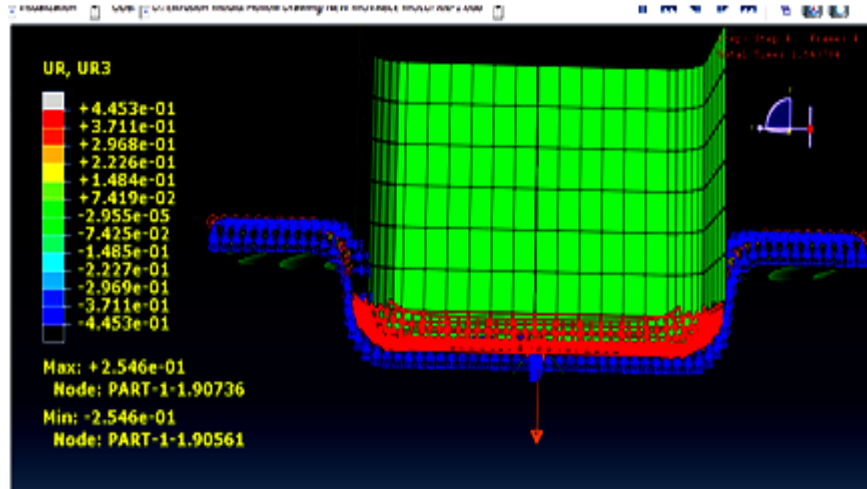 UR, UR3
+4.453e-01
+3.711e-01
+2.968e-01
+2.226e-01
+1.484e-01
+7.419e-02
-2.955e-05
-7.425e-02
-1.485e-01
-2.227e-01
-2.969e-01
-3.711e-01
-4.453e-01
Max: +2.546e-01
Node: PART-1-1.90736
Min: -2.546e-01
Node: PART-1-1.90561